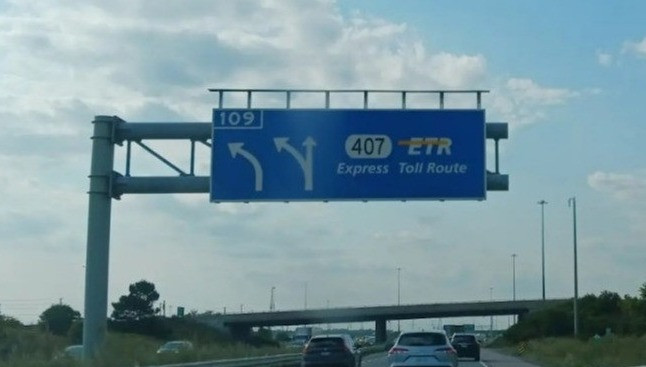 109
407 ETR
Express Toll Route